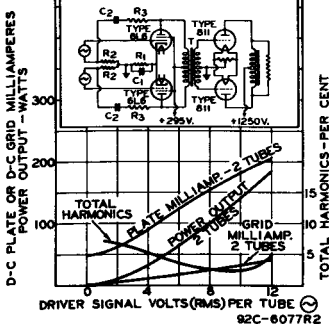 C2 R3
TYPE 6L6
TYPE 811
R2
R2
R1
C1
T
TYPE 6L6
TYPE 811
C2 R3
+295V.
+1250V.
D-C PLATE OR D-C GRID MILLIAMPERES
POWER OUTPUT - WATTS
300
200
100
TOTAL HARMONICS - PER CENT
15
10
5
TOTAL HARMONICS
PLATE MILLIAMP. - 2 TUBES
POWER OUTPUT 2 TUBES
GRID MILLIAMP. 2 TUBES
0 4 8 12
DRIVER SIGNAL VOLTS (RMS) PER TUBE
92C-6077R2